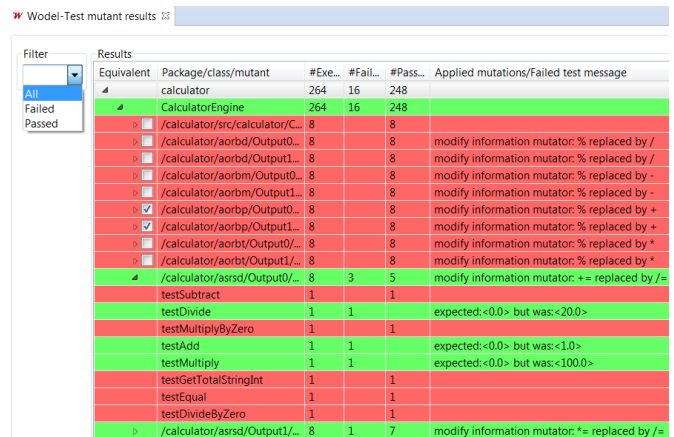 Wodel-Test mutant results
Filter
All
Failed
Passed
Results
Equivalent Package/class/mutant #Exe... #Fail... #Pass... Applied mutations/Failed test message
calculator 264 16 248
CalculatorEngine 264 16 248
/calculator/src/calculator/C... 8 8
/calculator/aorbd/Output0... 8 8 modify information mutator: % replaced by /
/calculator/aorbd/Output1... 8 8 modify information mutator: % replaced by /
/calculator/aorbm/Output0... 8 8 modify information mutator: % replaced by -
/calculator/aorbm/Output1... 8 8 modify information mutator: % replaced by -
/calculator/aorbp/Output0... 8 8 modify information mutator: % replaced by +
/calculator/aorbp/Output1... 8 8 modify information mutator: % replaced by +
/calculator/aorbt/Output0/... 8 8 modify information mutator: % replaced by *
/calculator/aorbt/Output1/... 8 8 modify information mutator: % replaced by *
/calculator/asrsd/Output0/... 8 3 5 modify information mutator: += replaced by /=
testSubtract 1 1
testDivide 1 1 expected:<0.0> but was:<20.0>
testMultiplyByZero 1 1
testAdd 1 1 expected:<0.0> but was:<1.0>
testMultiply 1 1 expected:<0.0> but was:<100.0>
testGetTotalStringInt 1 1
testEqual 1 1
testDivideByZero 1 1
/calculator/asrsd/Output1/... 8 1 7 modify information mutator: *= replaced by /=